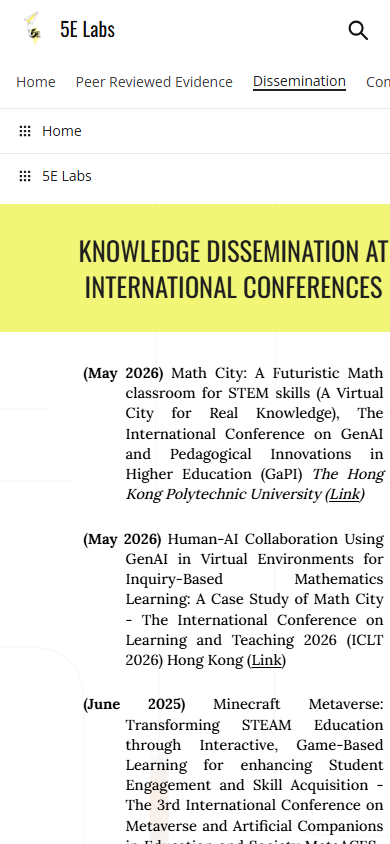 5E Labs
Home Peer Reviewed Evidence Dissemination
Home
5E Labs
KNOWLEDGE DISSEMINATION AT
INTERNATIONAL CONFERENCES
(May 2026) Math City: A Futuristic Math
classroom for STEM skills (A Virtual
City for Real Knowledge), The
International Conference on GenAI
and Pedagogical Innovations in
Higher Education (GaPI) The Hong
Kong Polytechnic University (Link)
(May 2026) Human-AI Collaboration Using
GenAI in Virtual Environments for
Inquiry-Based Mathematics
Learning: A Case Study of Math City
- The International Conference on
Learning and Teaching 2026 (ICLT
2026) Hong Kong (Link)
(June 2025) Minecraft Metaverse:
Transforming STEAM Education
through Interactive, Game-Based
Learning for enhancing Student
Engagement and Skill Acquisition -
The 3rd International Conference on
Metaverse and Artificial Companions